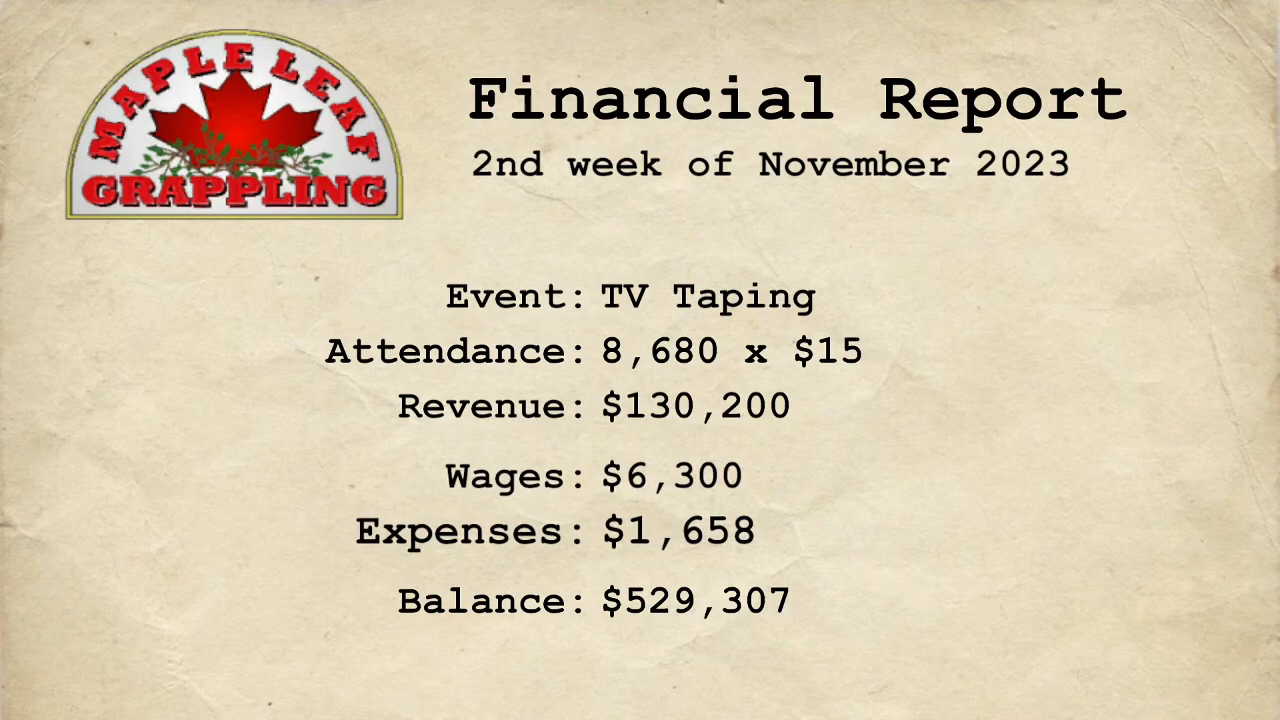 MAPLE LEAF
GRAPPLING
Financial Report
2nd week of November 2023
Event: TV Taping
Attendance: 8,680 x $15
Revenue: $130,200
Wages: $6,300
Expenses: $1,658
Balance: $529,307